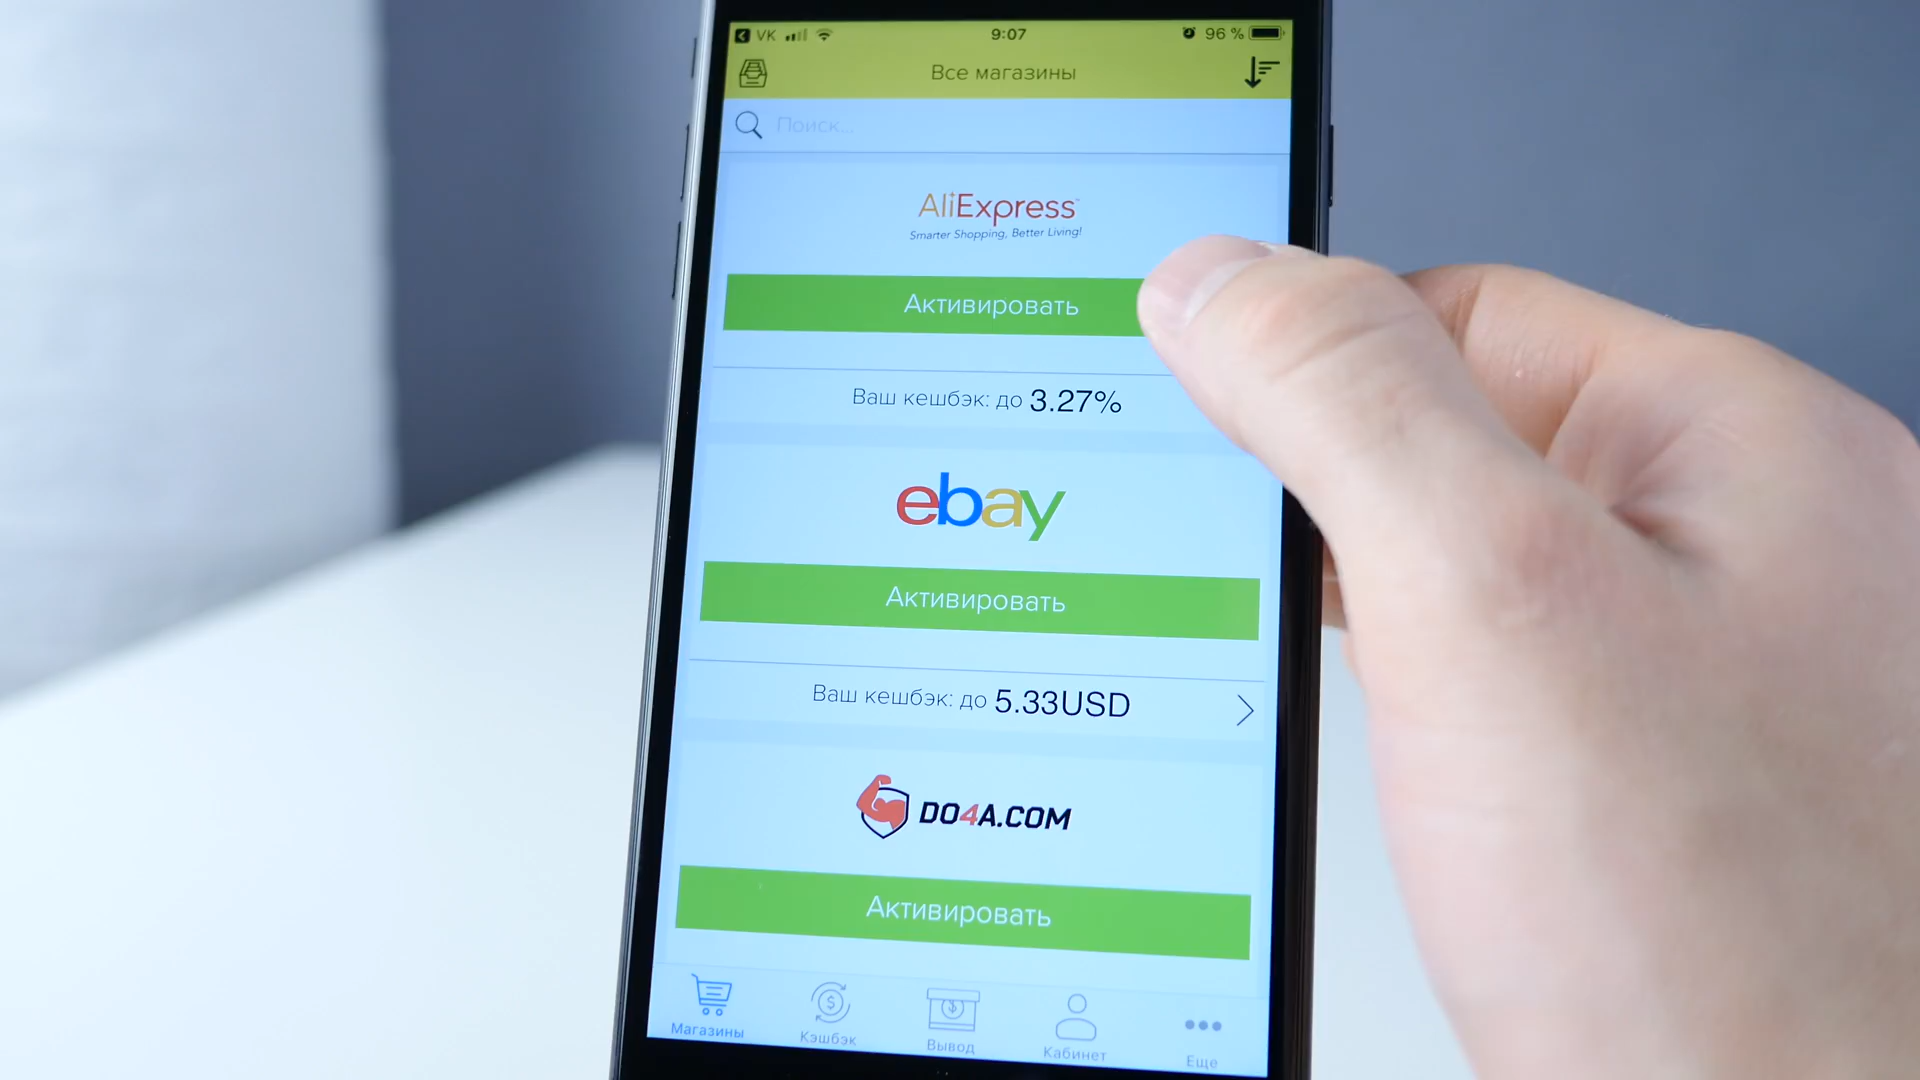 VK 9:07 96 %
Все магазины
Поиск...
AliExpress
Smarter Shopping, Better Living!
Активировать
Ваш кешбэк: до 3.27%
ebay
Активировать
Ваш кешбэк: до 5.33USD
DO4A.COM
Активировать
Магазины Кэшбэк Вывод Кабинет Еще